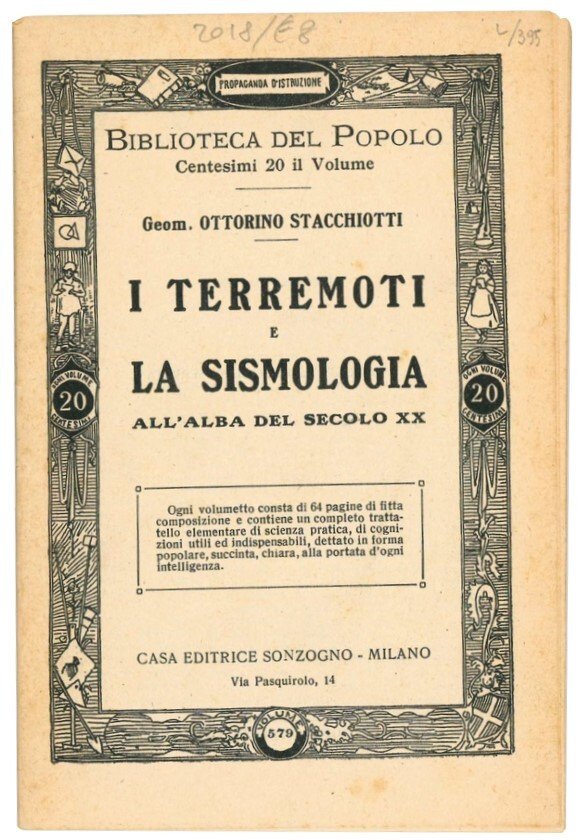 2018/E8
L/395
PROPAGANDA D'ISTRUZIONE
BIBLIOTECA DEL POPOLO
Centesimi 20 il Volume
Geom. OTTORINO STACCHIOTTI
I TERREMOTI
E
LA SISMOLOGIA
ALL'ALBA DEL SECOLO XX
OGNI VOLUME
20
CENTESIMI
OGNI VOLUME
20
CENTESIMI
Ogni volumetto consta di 64 pagine di fitta
composizione e contiene un completo tratta-
tello elementare di scienza pratica, di cogni-
zioni utili ed indispensabili, dettato in forma
popolare, succinta, chiara, alla portata d'ogni
intelligenza.
CASA EDITRICE SONZOGNO - MILANO
Via Pasquirolo, 14
VOLUME
579